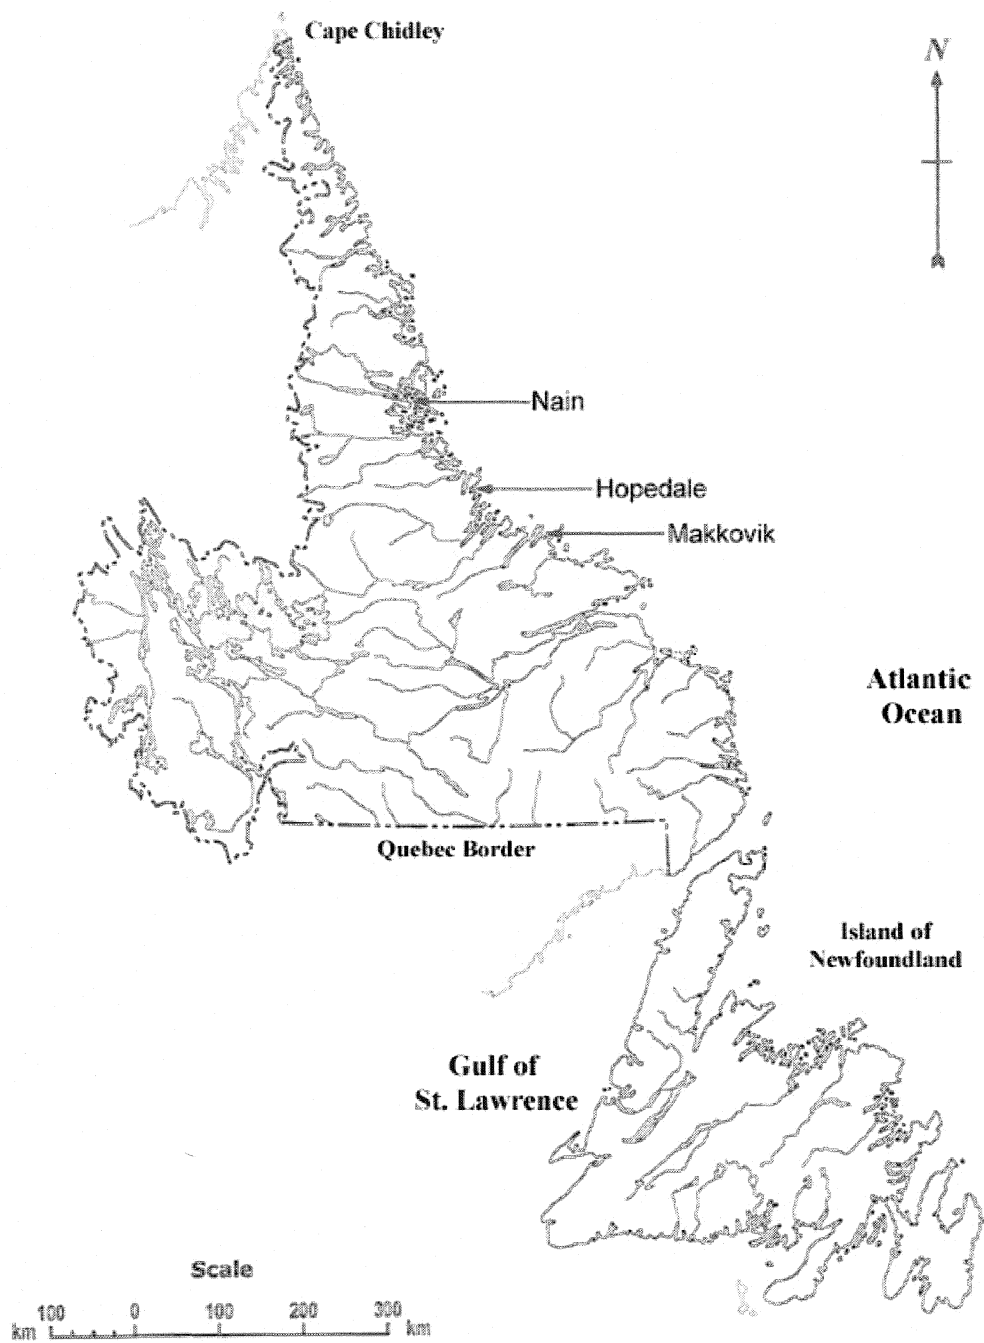 Cape Chidley
N
Nain
Hopedale
Makkovik
Atlantic
Ocean
Quebec Border
Island of
Newfoundland
Gulf of
St. Lawrence
Scale
100 0 100 200 300
km km